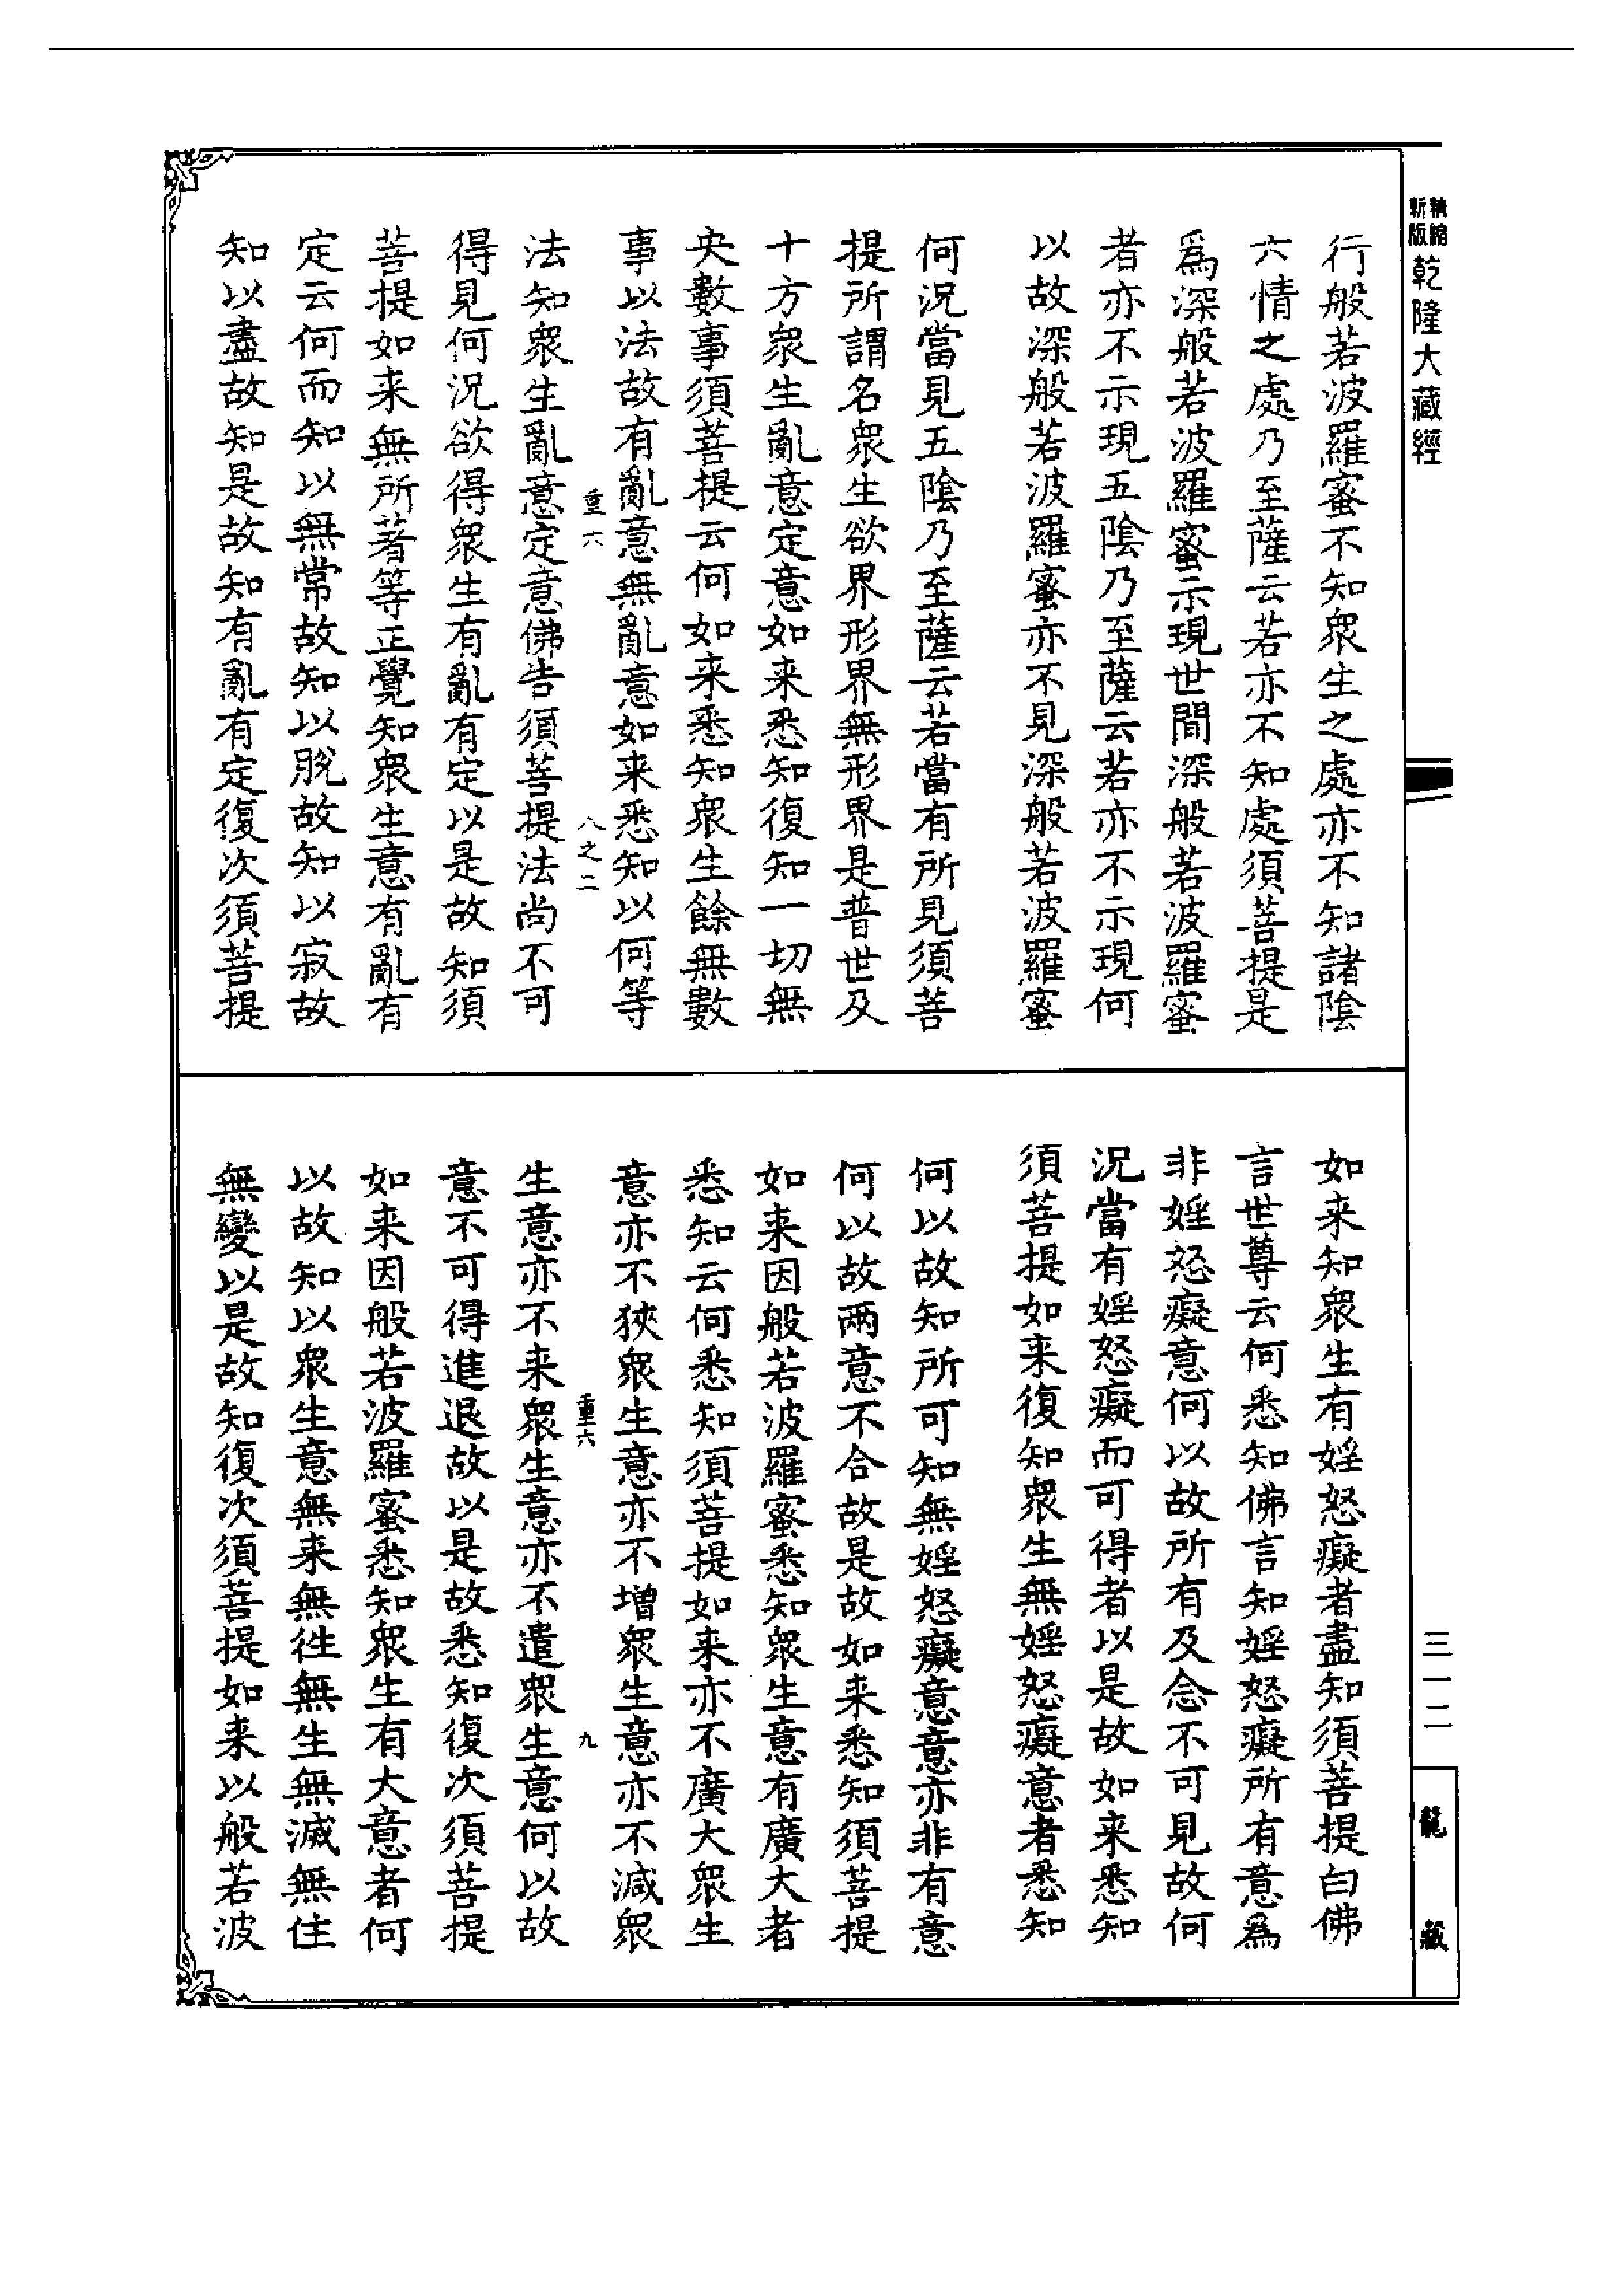 精縮新版乾隆大藏經
行般若波羅蜜不知衆生之處亦不知諸陰
六情之處乃至薩云若亦不知處須菩提是
爲深般若波羅蜜示現世間深般若波羅蜜
者亦不示現五陰乃至薩云若亦不示現何
以故深般若波羅蜜亦不見深般若波羅蜜
何況當見五陰乃至薩云若當有所見須菩
提所謂名衆生欲界形界無形界是普世及
十方衆生亂意定意如来悉知復知一切無
央數事須菩提云何如来悉知衆生餘無數
事以法故有亂意無亂意如来悉知以何等
重六
八之二
法知衆生亂意定意佛告須菩提法尚不可
得見何況欲得衆生有亂有定以是故知須
菩提如来無所著等正覺知衆生意有亂有
定云何而知以無常故知以脫故知以寂故
知以盡故知是故知有亂有定復次須菩提
如来知衆生有婬怒癡者盡知須菩提白佛
言世尊云何悉知佛言知婬怒癡所有意爲
非婬怒癡意何以故所有及念不可見故何
況當有婬怒癡而可得者以是故如来悉知
須菩提如来復知衆生無婬怒癡意者悉知
何以故知所可知無婬怒癡意意亦非有意
何以故兩意不合故是故如来悉知須菩提
如来因般若波羅蜜悉知衆生意有廣大者
悉知云何悉知須菩提如来亦不廣大衆生
意亦不狹衆生意亦不增衆生意亦不減衆
重六
九
生意亦不来衆生意亦不遣衆生意何以故
意不可得進退故以是故悉知復次須菩提
如来因般若波羅蜜悉知衆生有大意者何
以故知以衆生意無来無往無生無滅無住
無變以是故知復次須菩提如来以般若波
三一二
龍藏